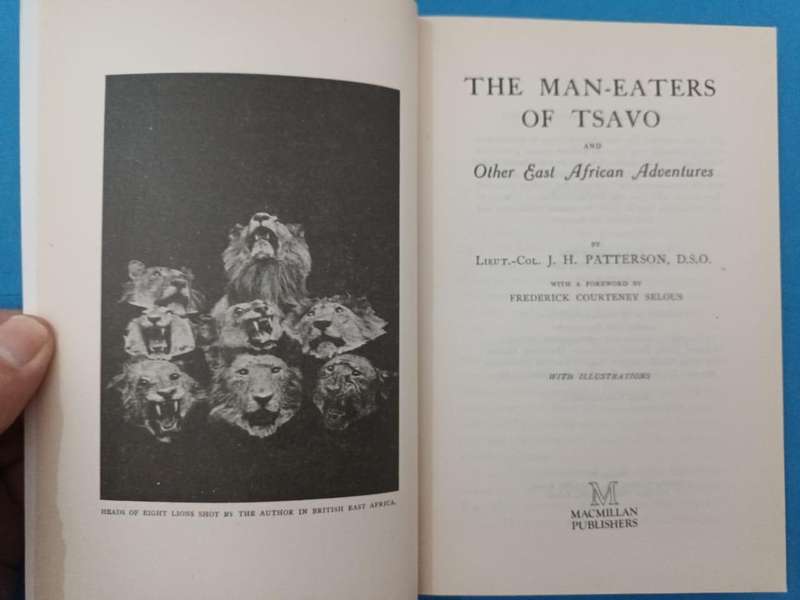 HEADS OF EIGHT LIONS SHOT BY THE AUTHOR IN BRITISH EAST AFRICA.
THE MAN-EATERS
OF TSAVO
AND
Other East African Adventures
BY
LIEUT.-COL. J. H. PATTERSON, D.S.O.
WITH A FOREWORD BY
FREDERICK COURTENEY SELOUS
WITH ILLUSTRATIONS
M
MACMILLAN
PUBLISHERS